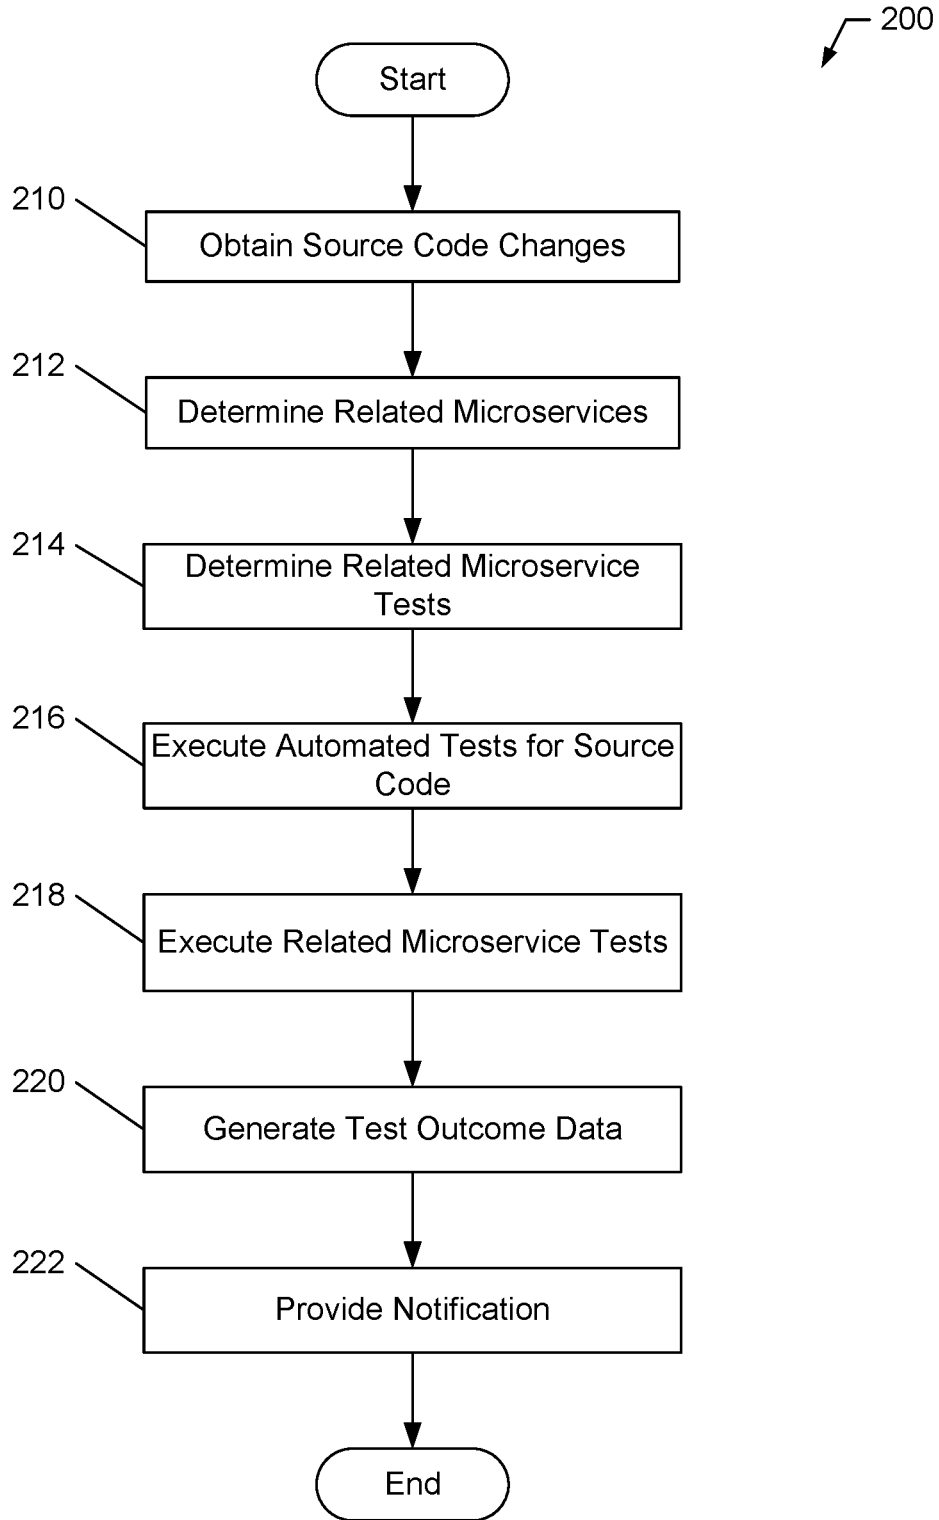 200
Start
210
Obtain Source Code Changes
212
Determine Related Microservices
214
Determine Related Microservice
Tests
216
Execute Automated Tests for Source
Code
218
Execute Related Microservice Tests
220
Generate Test Outcome Data
222
Provide Notification
End